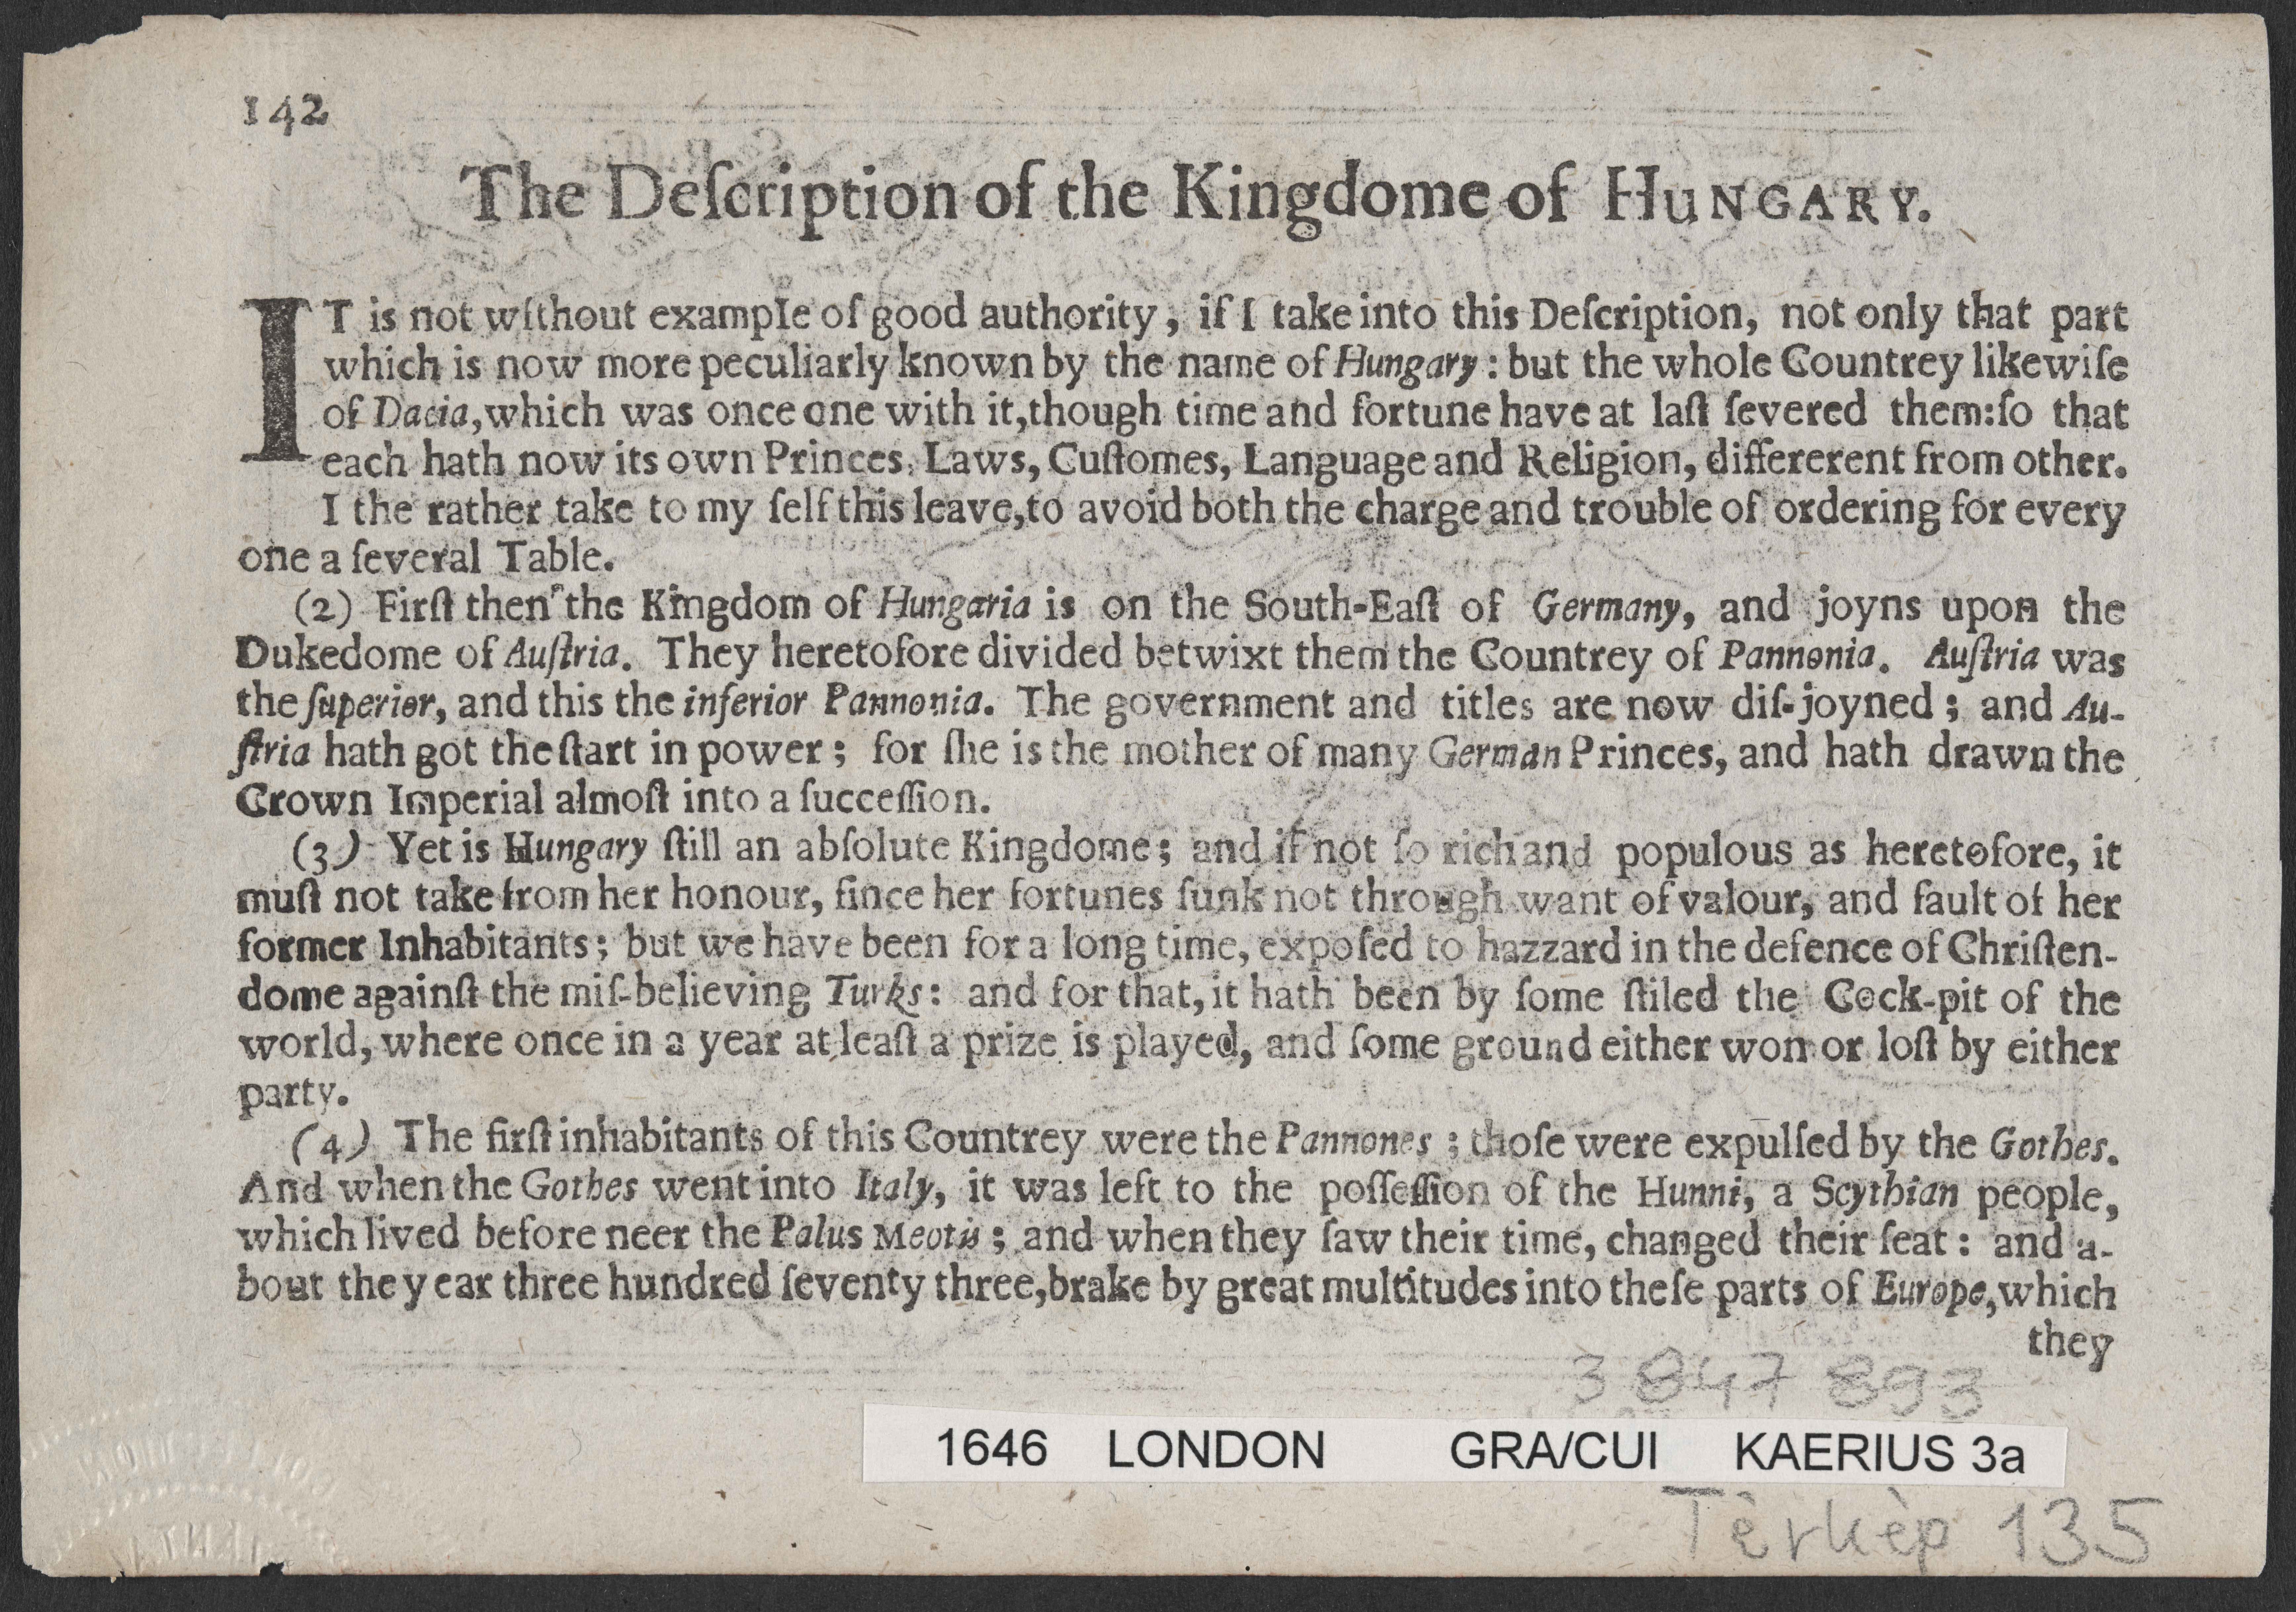 142
The Deſcription of the Kingdome of HUNGARY.
IT is not without example of good authority, if I take into this Deſcription, not only that part
which is now more peculiarly known by the name of Hungary: but the whole Countrey likewiſe
of Dacia, which was once one with it, though time and fortune have at laſt ſevered them: ſo that
each hath now its own Princes, Laws, Cuſtomes, Language and Religion, differerent from other.
I the rather take to my ſelf this leave, to avoid both the charge and trouble of ordering for every
one a ſeveral Table.
(2) Firſt then the Kingdom of Hungaria is on the South-Eaſt of Germany, and joyns upon the
Dukedome of Auſtria. They heretofore divided betwixt them the Countrey of Pannonia. Auſtria was
the ſuperior, and this the inferior Pannonia. The government and titles are now diſ-joyned; and Au-
ſtria hath got the ſtart in power; for ſhe is the mother of many German Princes, and hath drawn the
Crown Imperial almoſt into a ſucceſſion.
(3) Yet is Hungary ſtill an abſolute Kingdome; and if not ſo rich and populous as heretofore, it
muſt not take from her honour, ſince her fortunes ſunk not through want of valour, and fault of her
former Inhabitants; but we have been for a long time, expoſed to hazzard in the defence of Chriſten-
dome againſt the miſ-believing Turks: and for that, it hath been by ſome ſtiled the Cock-pit of the
world, where once in a year at leaſt a prize is played, and ſome ground either won or loſt by either
party.
(4) The firſt inhabitants of this Countrey were the Pannones; thoſe were expulſed by the Gothes.
And when the Gothes went into Italy, it was left to the poſſeſſion of the Hunni, a Scythian people,
which lived before neer the Palus Meotis; and when they ſaw their time, changed their ſeat: and a-
bout the year three hundred ſeventy three, brake by great multitudes into theſe parts of Europe, which
they
3 847 893
1646 LONDON GRA/CUI KAERIUS 3a
Tèrkèp 135